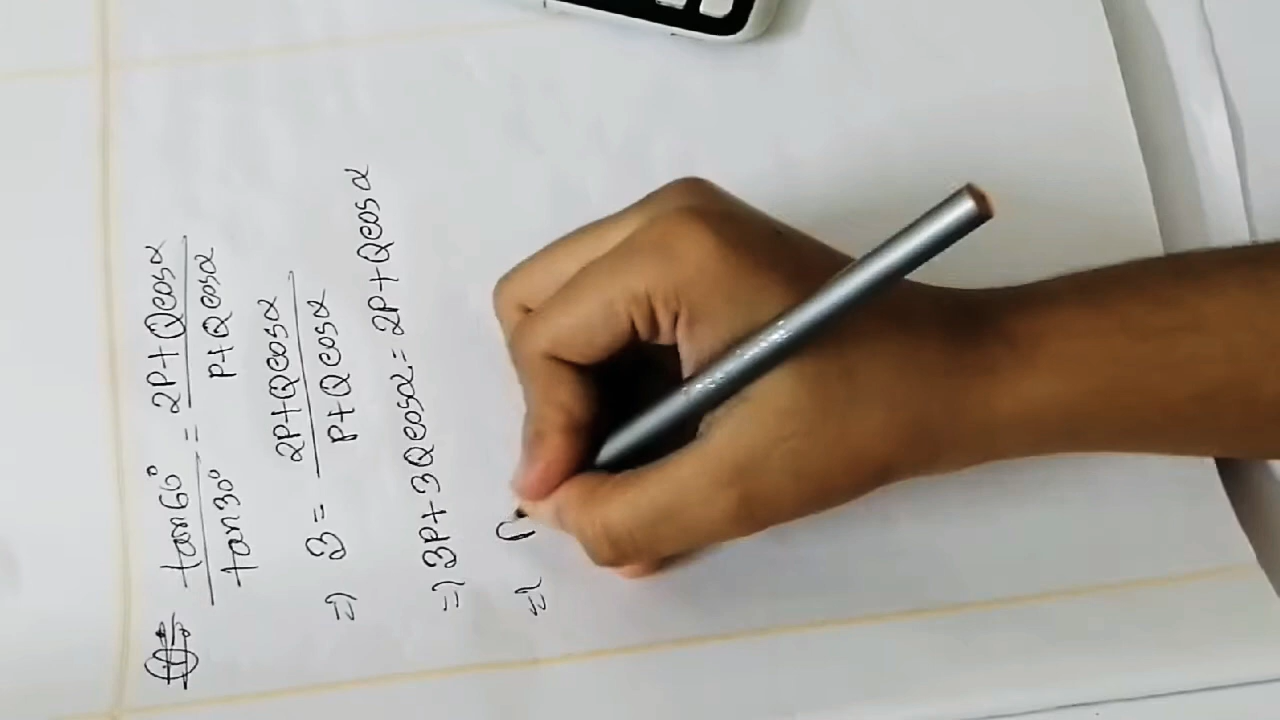 tan60° / tan30° = 2P+Qcosα / P+Qcosα
=) 3 = 2P+Qcosα / P+Qcosα
=) 3P+3Qcosα = 2P+Qcosα
=)